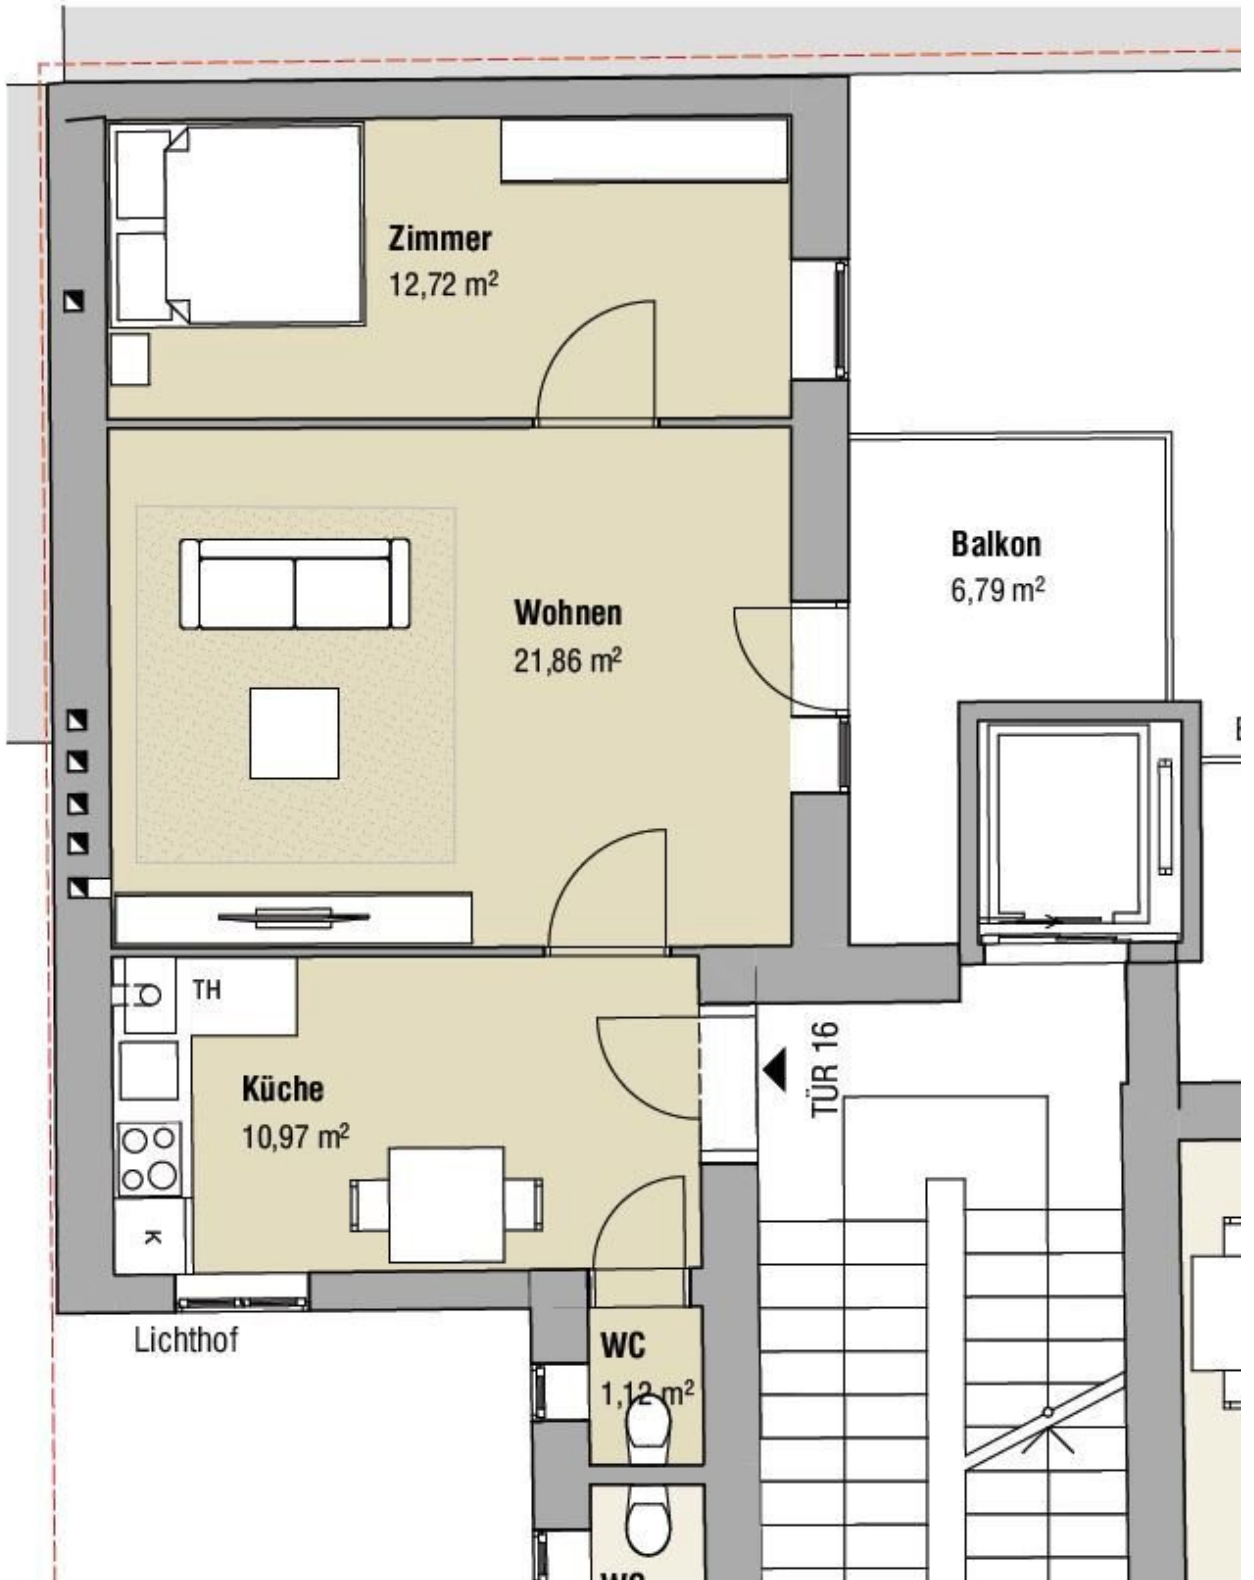 Zimmer
12,72 m²
Balkon
6,79 m²
Wohnen
21,86 m²
TH
TÜR 16
Küche
10,97 m²
K
Lichthof
WC
1,12 m²